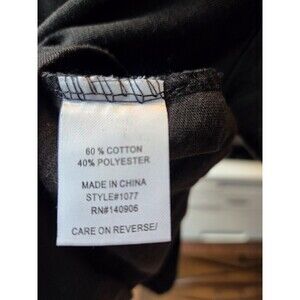 60 % COTTON
40% POLYESTER
MADE IN CHINA
STYLE#1077
RN#140906
CARE ON REVERSE/